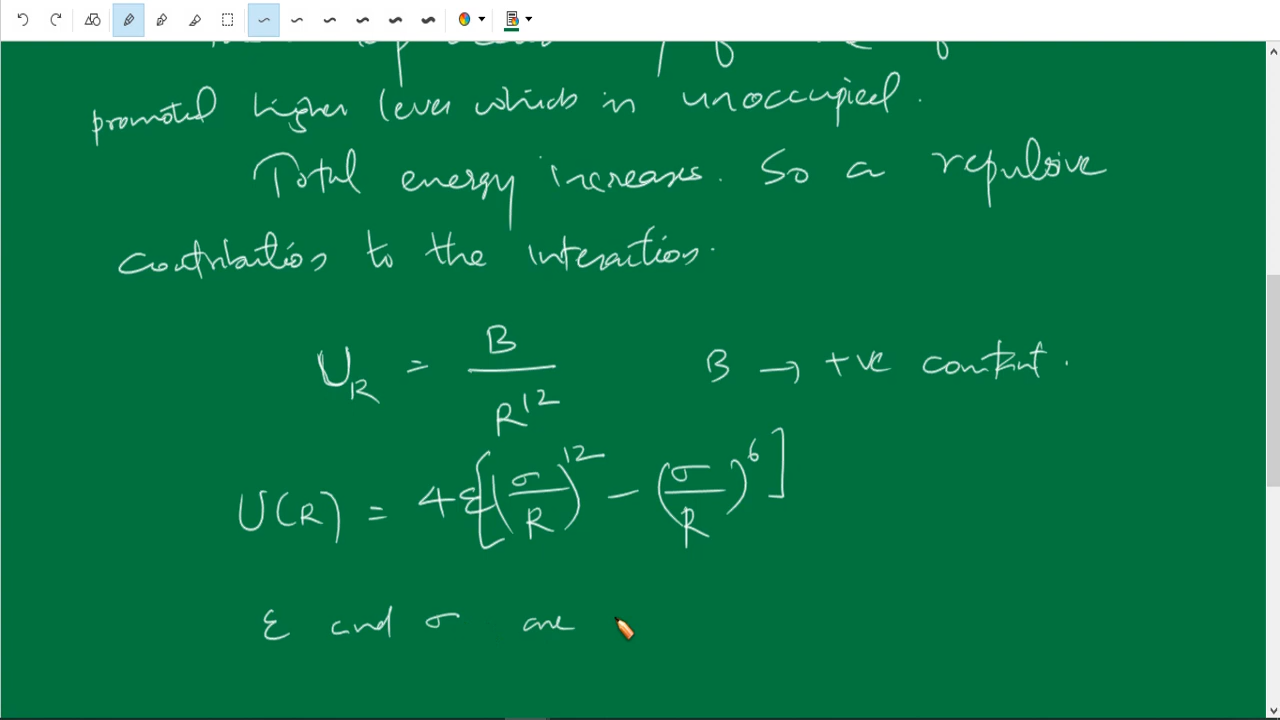 promoted higher level which is unoccupied.
Total energy increases. So a repulsive
contribution to the interaction.
U_R = B / R^12 B → +ve constant.
U(R) = 4ε[(σ/R)^12 − (σ/R)^6]
ε and σ are